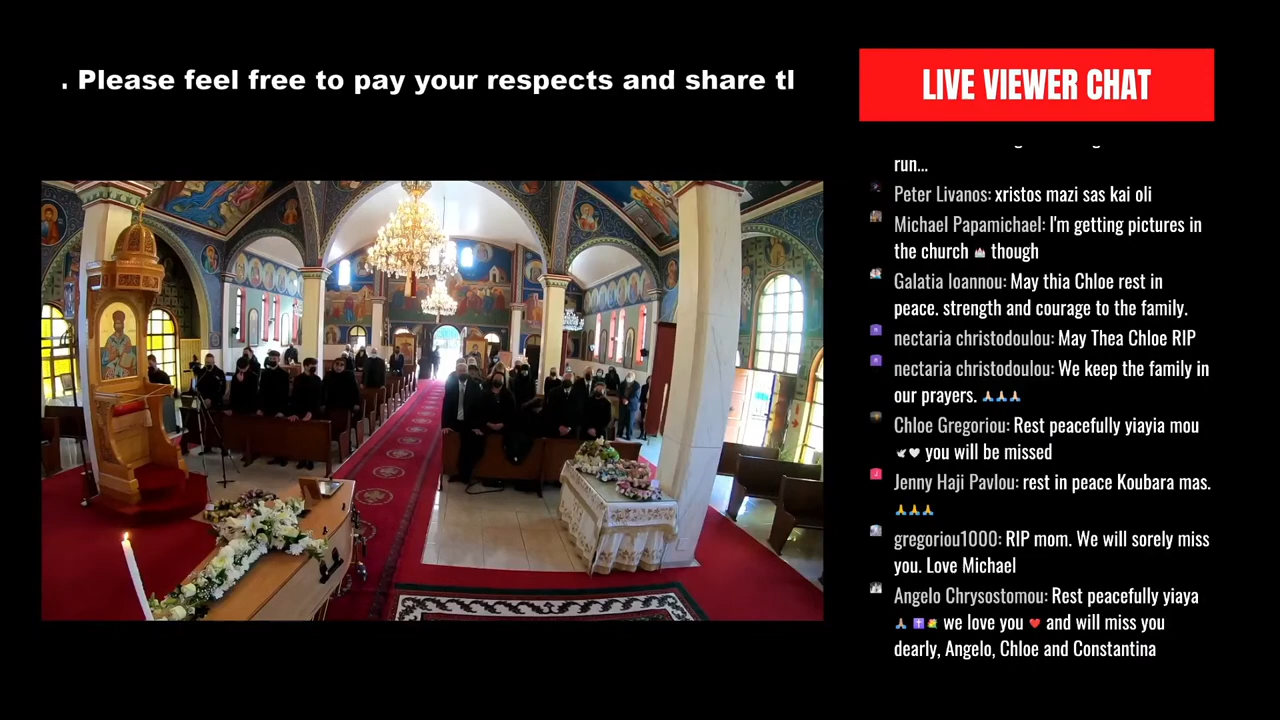 . Please feel free to pay your respects and share
LIVE VIEWER CHAT
run...
Peter Livanos: xristos mazi sas kai oli
Michael Papamichael: I'm getting pictures in
the church ⛪ though
Galatia Ioannou: May thia Chloe rest in
peace. strength and courage to the family.
nectaria christodoulou: May Thea Chloe RIP
nectaria christodoulou: We keep the family in
our prayers. 🙏🙏🙏
Chloe Gregoriou: Rest peacefully yiayia mou
🕊🤍 you will be missed
Jenny Haji Pavlou: rest in peace Koubara mas.
🙏🙏🙏
gregoriou1000: RIP mom. We will sorely miss
you. Love Michael
Angelo Chrysostomou: Rest peacefully yiaya
🙏 ✝💐 we love you ❤ and will miss you
dearly, Angelo, Chloe and Constantina